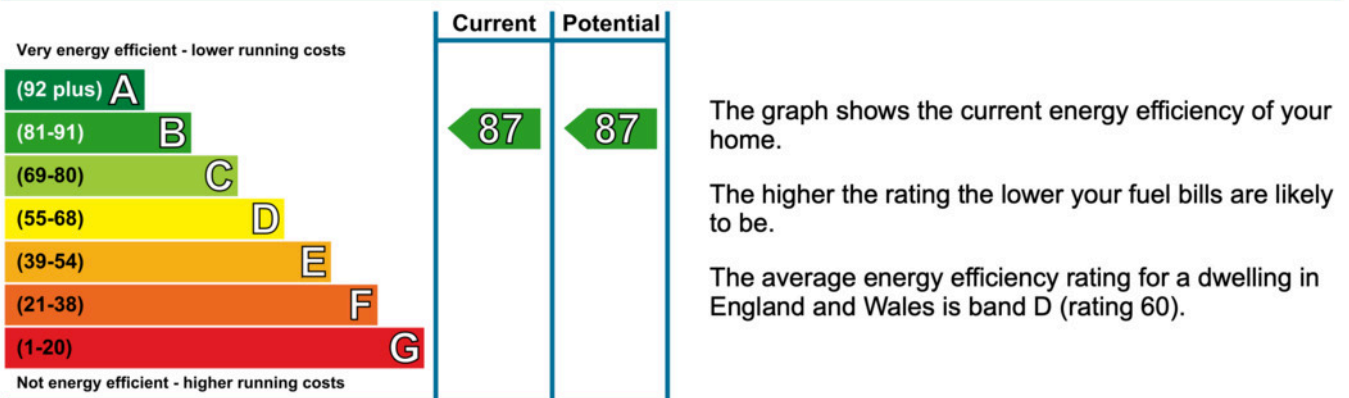 Current Potential
Very energy efficient - lower running costs
(92 plus) A
(81-91) B
(69-80) C
(55-68) D
(39-54) E
(21-38) F
(1-20) G
Not energy efficient - higher running costs
87 87
The graph shows the current energy efficiency of your
home.
The higher the rating the lower your fuel bills are likely
to be.
The average energy efficiency rating for a dwelling in
England and Wales is band D (rating 60).